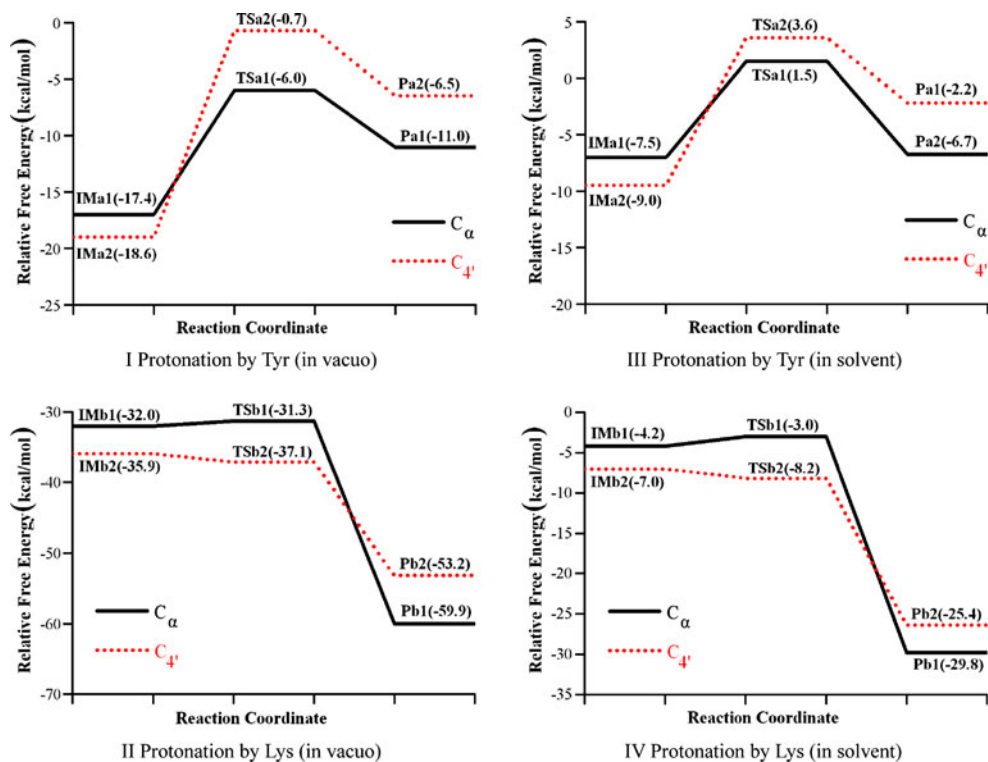 Relative Free Energy(kcal/mol)
0
-5
-10
-15
-20
-25
TSa2(-0.7)
TSa1(-6.0)
Pa2(-6.5)
Pa1(-11.0)
IMa1(-17.4)
IMa2(-18.6)
Cα
C4'
Reaction Coordinate
I Protonation by Tyr (in vacuo)
Relative Free Energy(kcal/mol)
5
0
-5
-10
-15
-20
TSa2(3.6)
TSa1(1.5)
Pa1(-2.2)
IMa1(-7.5)
Pa2(-6.7)
IMa2(-9.0)
Cα
C4'
Reaction Coordinate
III Protonation by Tyr (in solvent)
Relative Free Energy(kcal/mol)
-30
-40
-50
-60
-70
IMb1(-32.0)
TSb1(-31.3)
IMb2(-35.9)
TSb2(-37.1)
Pb2(-53.2)
Pb1(-59.9)
Cα
C4'
Reaction Coordinate
II Protonation by Lys (in vacuo)
Relative Free Energy(kcal/mol)
0
-5
-10
-15
-20
-25
-30
-35
IMb1(-4.2)
TSb1(-3.0)
IMb2(-7.0)
TSb2(-8.2)
Pb2(-25.4)
Pb1(-29.8)
Cα
C4'
Reaction Coordinate
IV Protonation by Lys (in solvent)